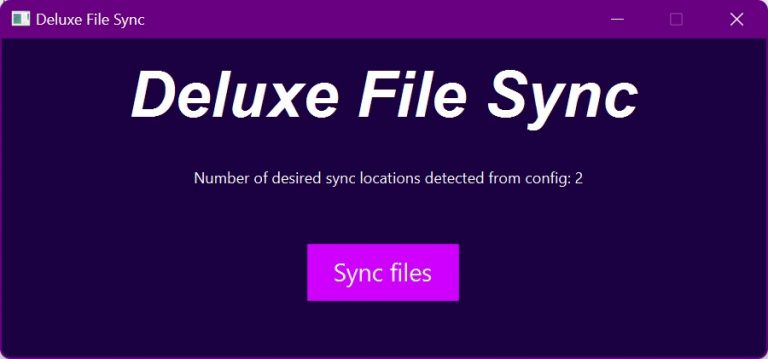 Deluxe File Sync
Deluxe File Sync
Number of desired sync locations detected from config: 2
Sync files